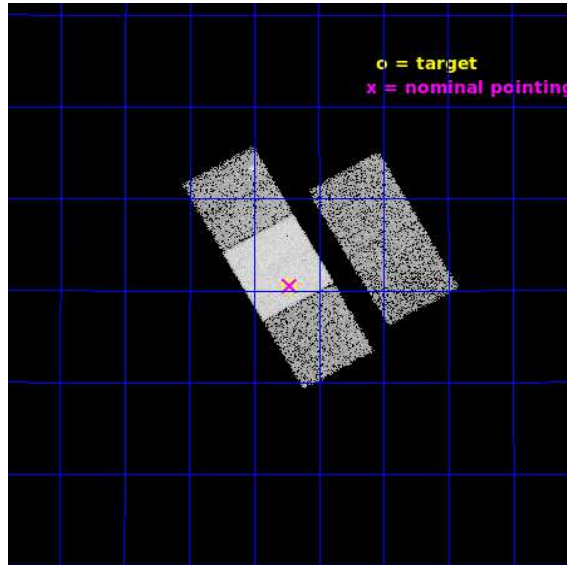 o = target
x = nominal pointing